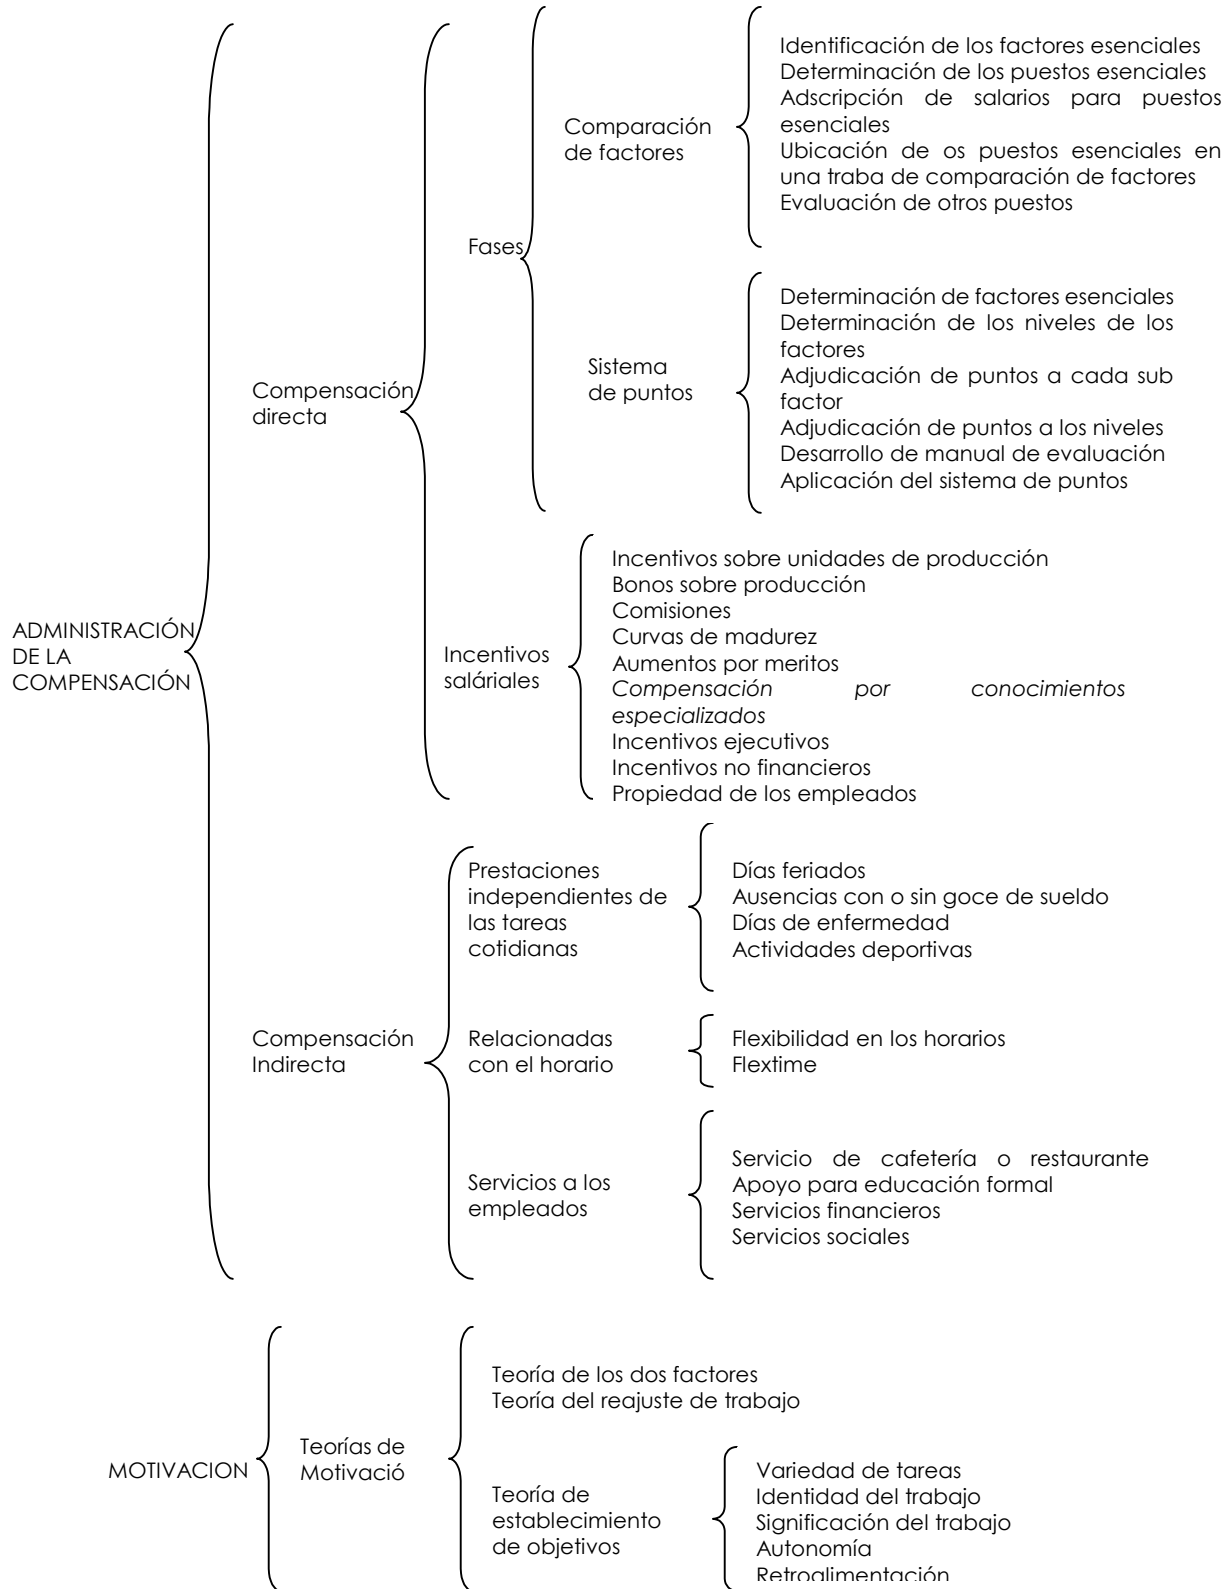 Identificación de los factores esenciales
Determinación de los puestos esenciales
Adscripción de salarios para puestos
esenciales
Ubicación de os puestos esenciales en
una traba de comparación de factores
Evaluación de otros puestos
Comparación
de factores
Fases
Determinación de factores esenciales
Determinación de los niveles de los
factores
Adjudicación de puntos a cada sub
factor
Adjudicación de puntos a los niveles
Desarrollo de manual de evaluación
Aplicación del sistema de puntos
Sistema
de puntos
Compensación
directa
Incentivos sobre unidades de producción
Bonos sobre producción
Comisiones
Curvas de madurez
Aumentos por meritos
Compensación por conocimientos
especializados
Incentivos ejecutivos
Incentivos no financieros
Propiedad de los empleados
Incentivos
saláriales
ADMINISTRACIÓN
DE LA
COMPENSACIÓN
Prestaciones
independientes de
las tareas
cotidianas
Días feriados
Ausencias con o sin goce de sueldo
Días de enfermedad
Actividades deportivas
Compensación
Indirecta
Relacionadas
con el horario
Flexibilidad en los horarios
Flextime
Servicios a los
empleados
Servicio de cafetería o restaurante
Apoyo para educación formal
Servicios financieros
Servicios sociales
MOTIVACION
Teorías de
Motivació
Teoría de los dos factores
Teoría del reajuste de trabajo
Teoría de
establecimiento
de objetivos
Variedad de tareas
Identidad del trabajo
Significación del trabajo
Autonomía
Retroalimentación